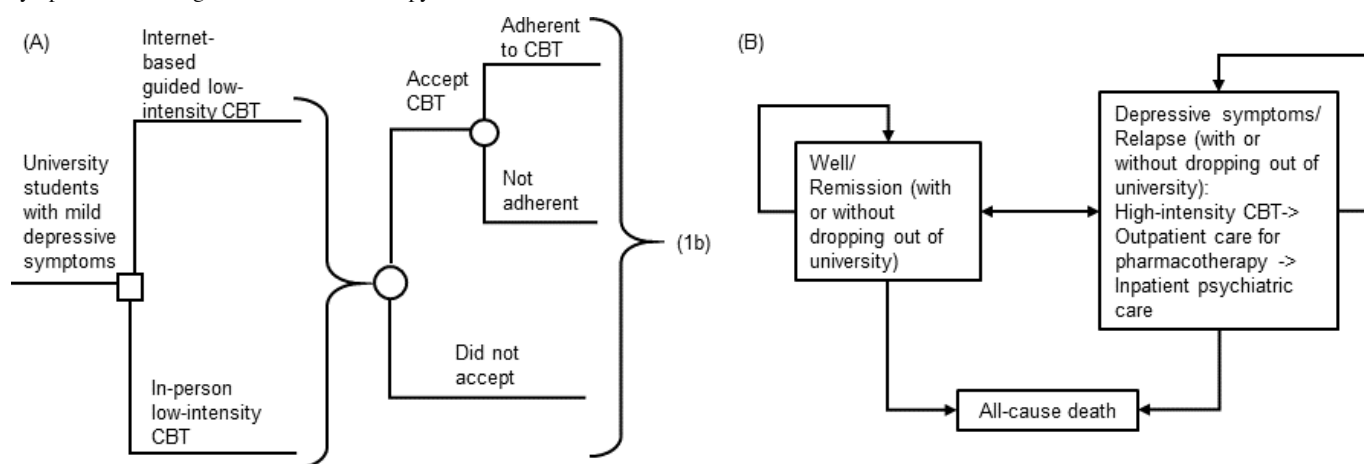 (A)
Internet-
based
guided low-
intensity CBT
University
students
with mild
depressive
symptoms
In-person
low-intensity
CBT
Accept
CBT
Adherent
to CBT
Not
adherent
Did not
accept
(1b)
(B)
Well/
Remission (with
or without
dropping out of
university)
Depressive symptoms/
Relapse (with or
without dropping out of
university):
High-intensity CBT->
Outpatient care for
pharmacotherapy ->
Inpatient psychiatric
care
All-cause death